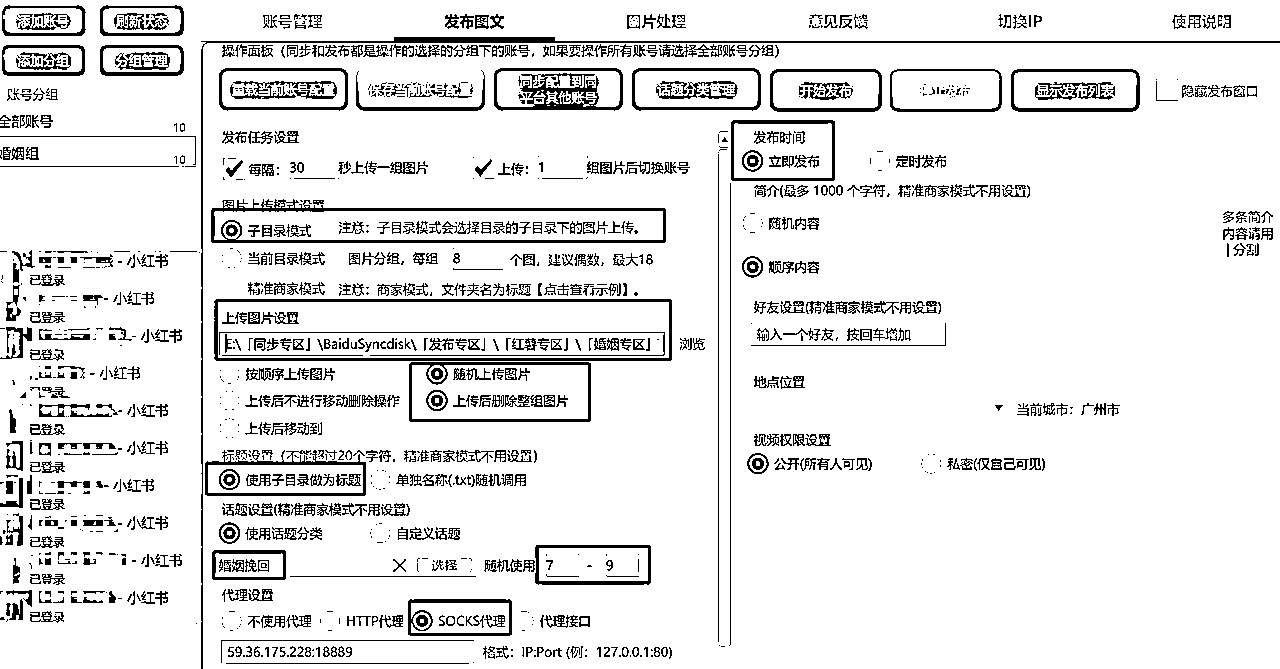 添加账号
刷新状态
添加分组
分组管理
账号分组
全部账号
10
婚姻组
10
- 小红书
已登录
- 小红书
已登录
- 小红书
已登录
- 小红书
已登录
- 小红书
已登录
- 小红书
已登录
- 小红书
已登录
- 小红书
已登录
- 小红书
已登录
- 小红书
已登录
账号管理
发布图文
图片处理
意见反馈
切换IP
使用说明
操作面板（同步和发布都是操作的选择的分组下的账号，如果要操作所有账号请选择全部账号分组）
重载当前账号配置
保存当前账号配置
同步配置到同
平台其他账号
话题分类管理
开始发布
显示发布列表
隐藏发布窗口
发布任务设置
每隔： 30 秒上传一组图片
上传： 1 组图片后切换账号
图片上传模式设置
子目录模式 注意：子目录模式会选择目录的子目录下的图片上传。
当前目录模式 图片分组，每组 8 个图，建议偶数，最大18
精准商家模式 注意：商家模式，文件夹名为标题【点击查看示例】。
上传图片设置
E:\「同步专区」\BaiduSyncdisk\「发布专区」\「红薯专区」\「婚姻专区」 浏览
按顺序上传图片
随机上传图片
上传后不进行移动删除操作
上传后删除整组图片
上传后移动到
标题设置（不能超过20个字符，精准商家模式不用设置)
使用子目录做为标题
单独名称(.txt)随机调用
话题设置(精准商家模式不用设置)
使用话题分类
自定义话题
婚姻挽回
选择
随机使用 7 - 9
代理设置
不使用代理
HTTP代理
SOCKS代理
代理接口
59.36.175.228:18889 格式：IP:Port (例：127.0.0.1:80)
发布时间
立即发布
定时发布
简介(最多 1000 个字符，精准商家模式不用设置)
随机内容
顺序内容
多条简介
内容请用
|分割
好友设置(精准商家模式不用设置)
输入一个好友，按回车增加
地点位置
当前城市：广州市
视频权限设置
公开(所有人可见)
私密(仅自己可见)